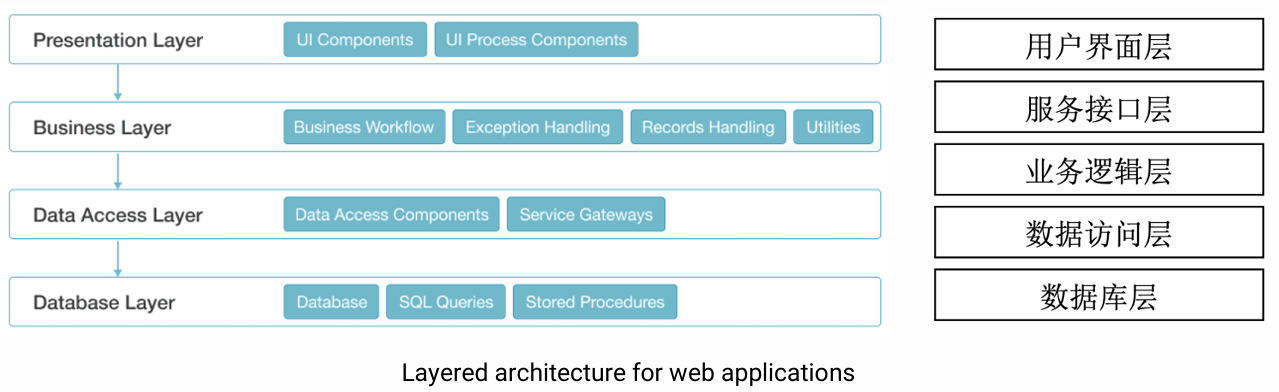 Presentation Layer
UI Components
UI Process Components
Business Layer
Business Workflow
Exception Handling
Records Handling
Utilities
Data Access Layer
Data Access Components
Service Gateways
Database Layer
Database
SQL Queries
Stored Procedures
用户界面层
服务接口层
业务逻辑层
数据访问层
数据库层
Layered architecture for web applications